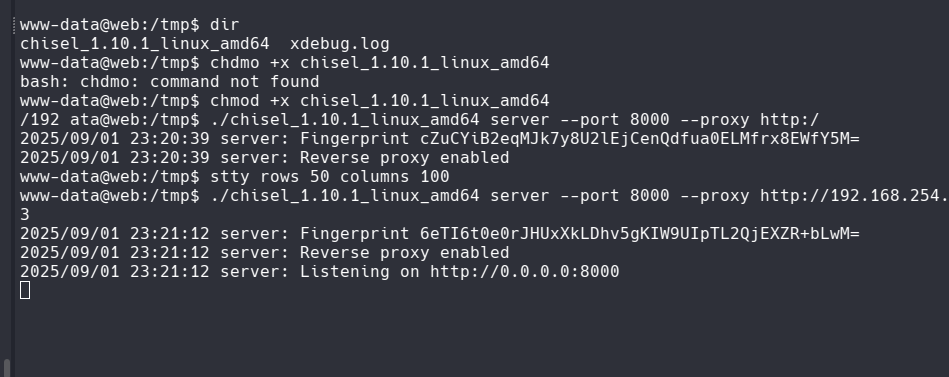 www-data@web:/tmp$ dir
chisel_1.10.1_linux_amd64  xdebug.log
www-data@web:/tmp$ chdmo +x chisel_1.10.1_linux_amd64
bash: chdmo: command not found
www-data@web:/tmp$ chmod +x chisel_1.10.1_linux_amd64
/192 ata@web:/tmp$ ./chisel_1.10.1_linux_amd64 server --port 8000 --proxy http:/
2025/09/01 23:20:39 server: Fingerprint cZuCYiB2eqMJk7y8U2lEjCenQdfua0ELMfrx8EWfY5M=
2025/09/01 23:20:39 server: Reverse proxy enabled
www-data@web:/tmp$ stty rows 50 columns 100
www-data@web:/tmp$ ./chisel_1.10.1_linux_amd64 server --port 8000 --proxy http://192.168.254.
3
2025/09/01 23:21:12 server: Fingerprint 6eTI6t0e0rJHUxXkLDhv5gKIW9UIpTL2QjEXZR+bLwM=
2025/09/01 23:21:12 server: Reverse proxy enabled
2025/09/01 23:21:12 server: Listening on http://0.0.0.0:8000